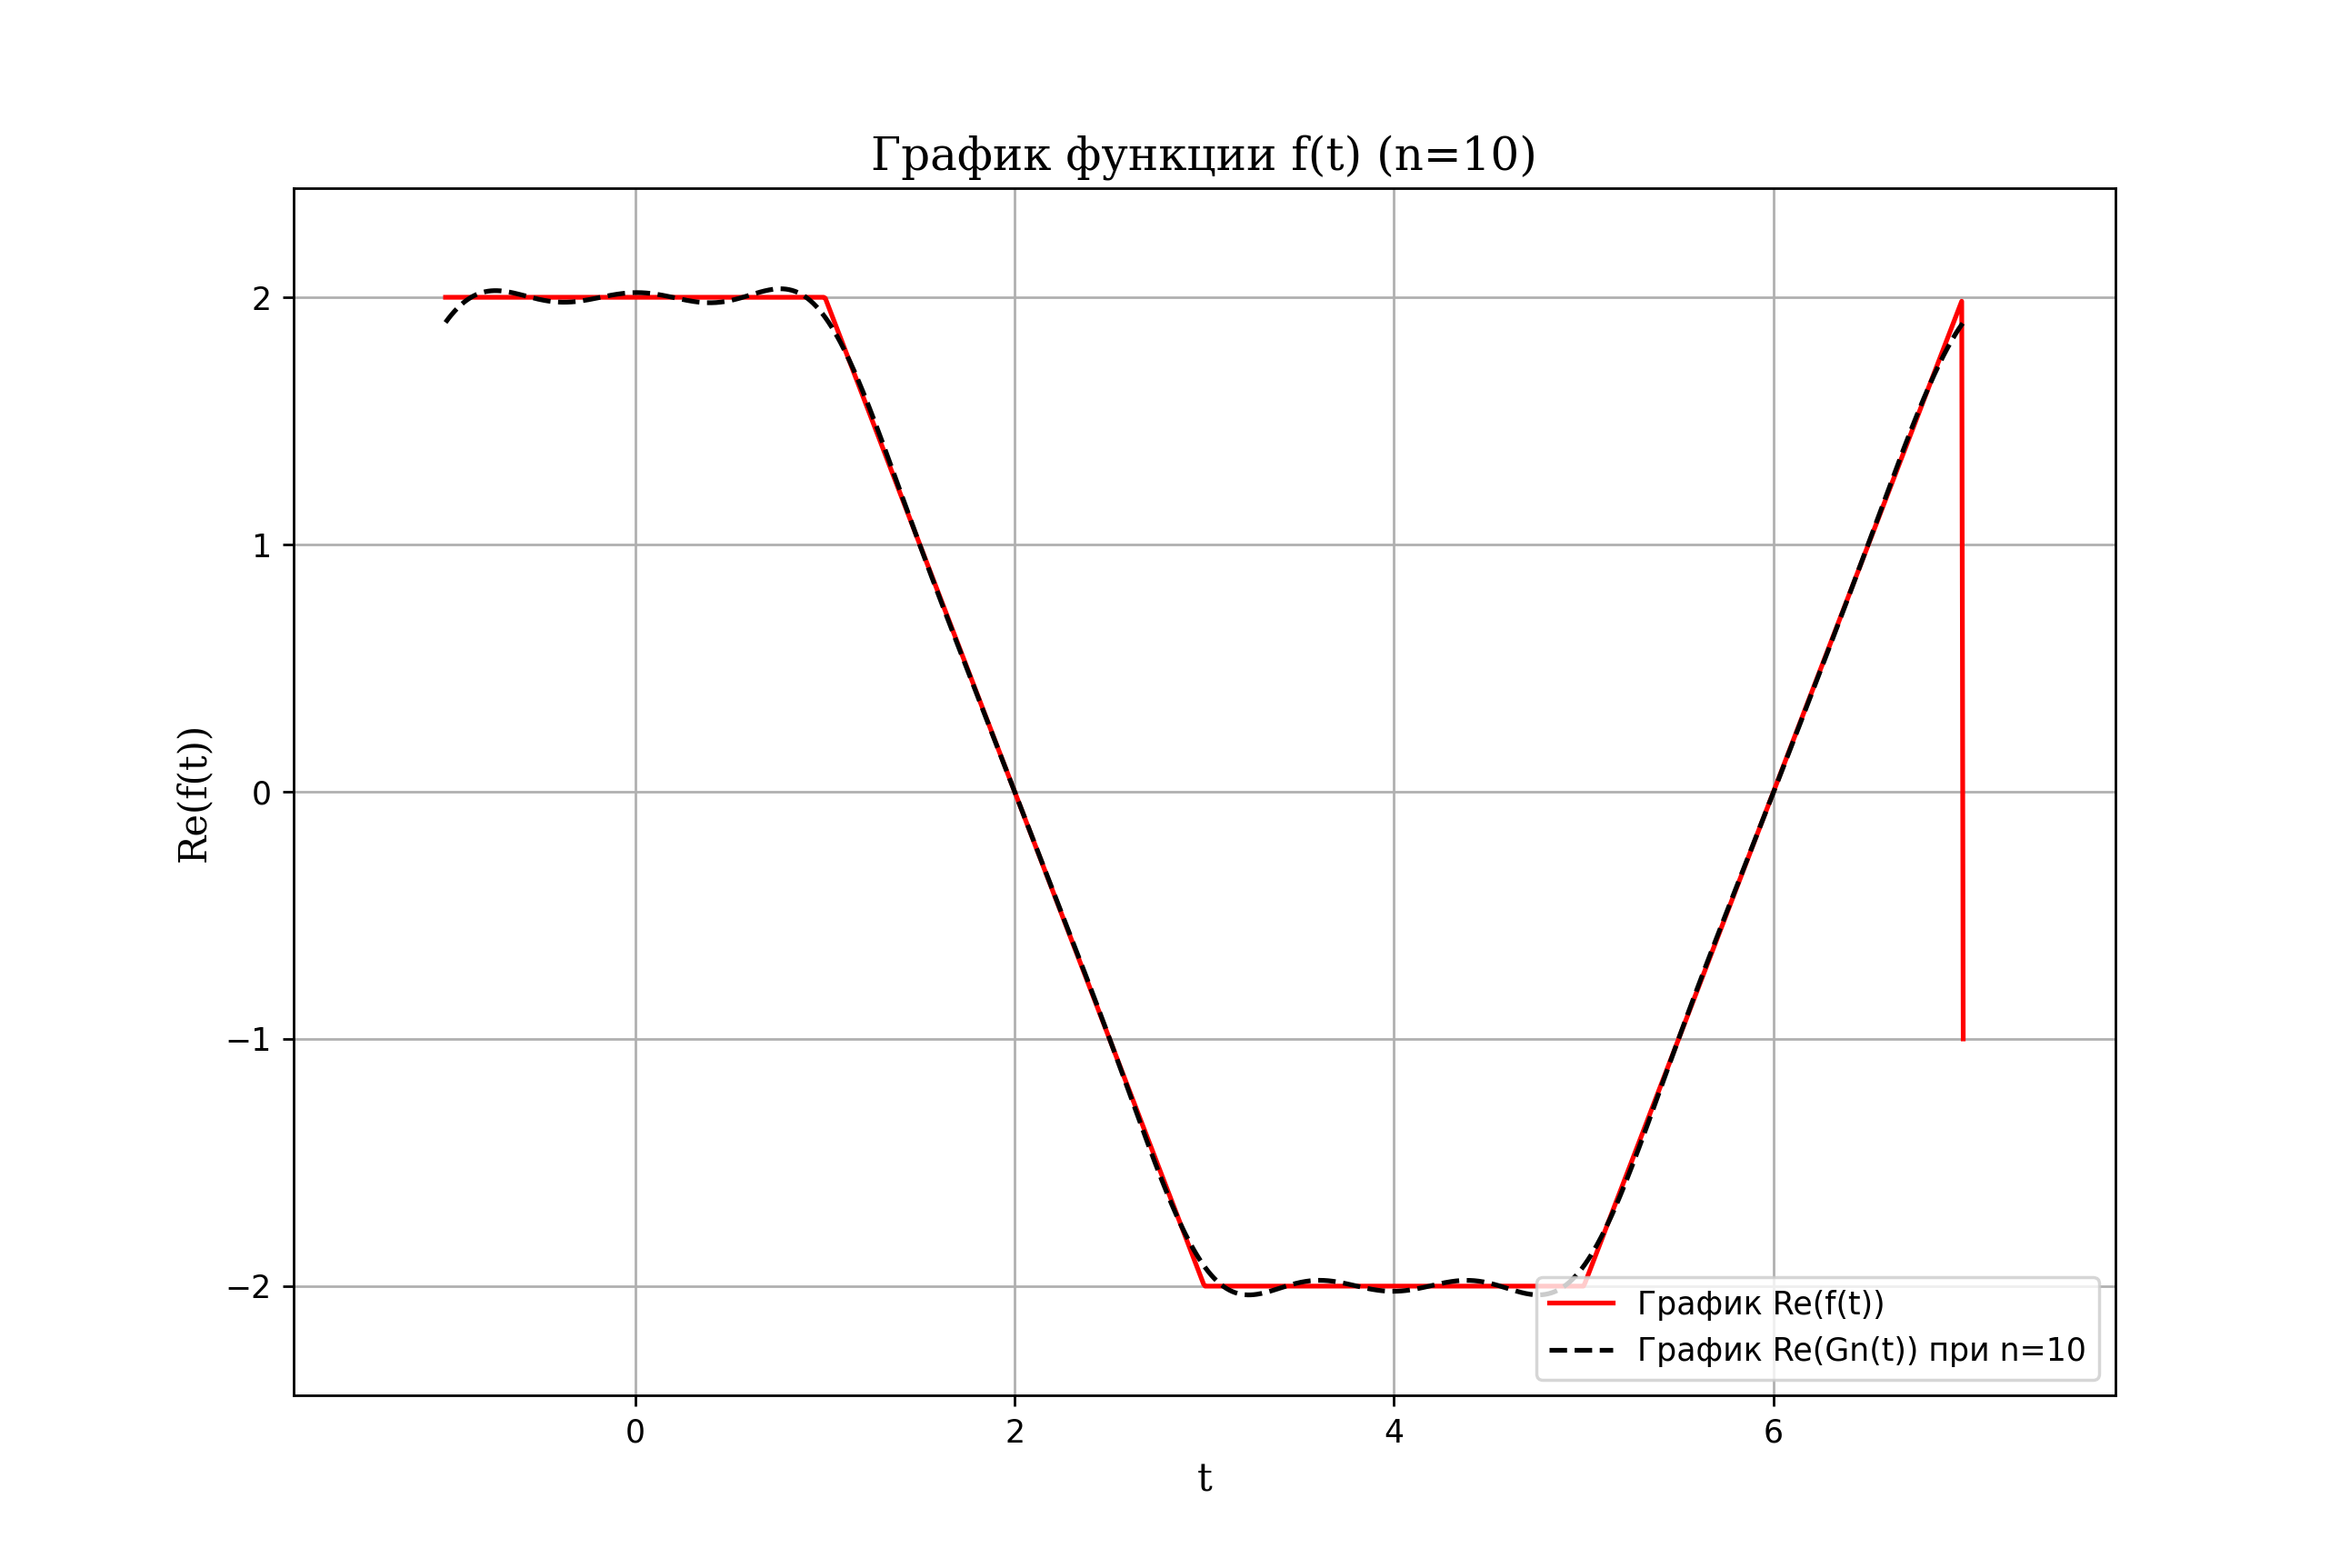 График функции f(t) (n=10)
Re(f(t))
2
1
0
−1
−2
График Re(f(t))
График Re(Gn(t)) при n=10
0
2
4
6
t